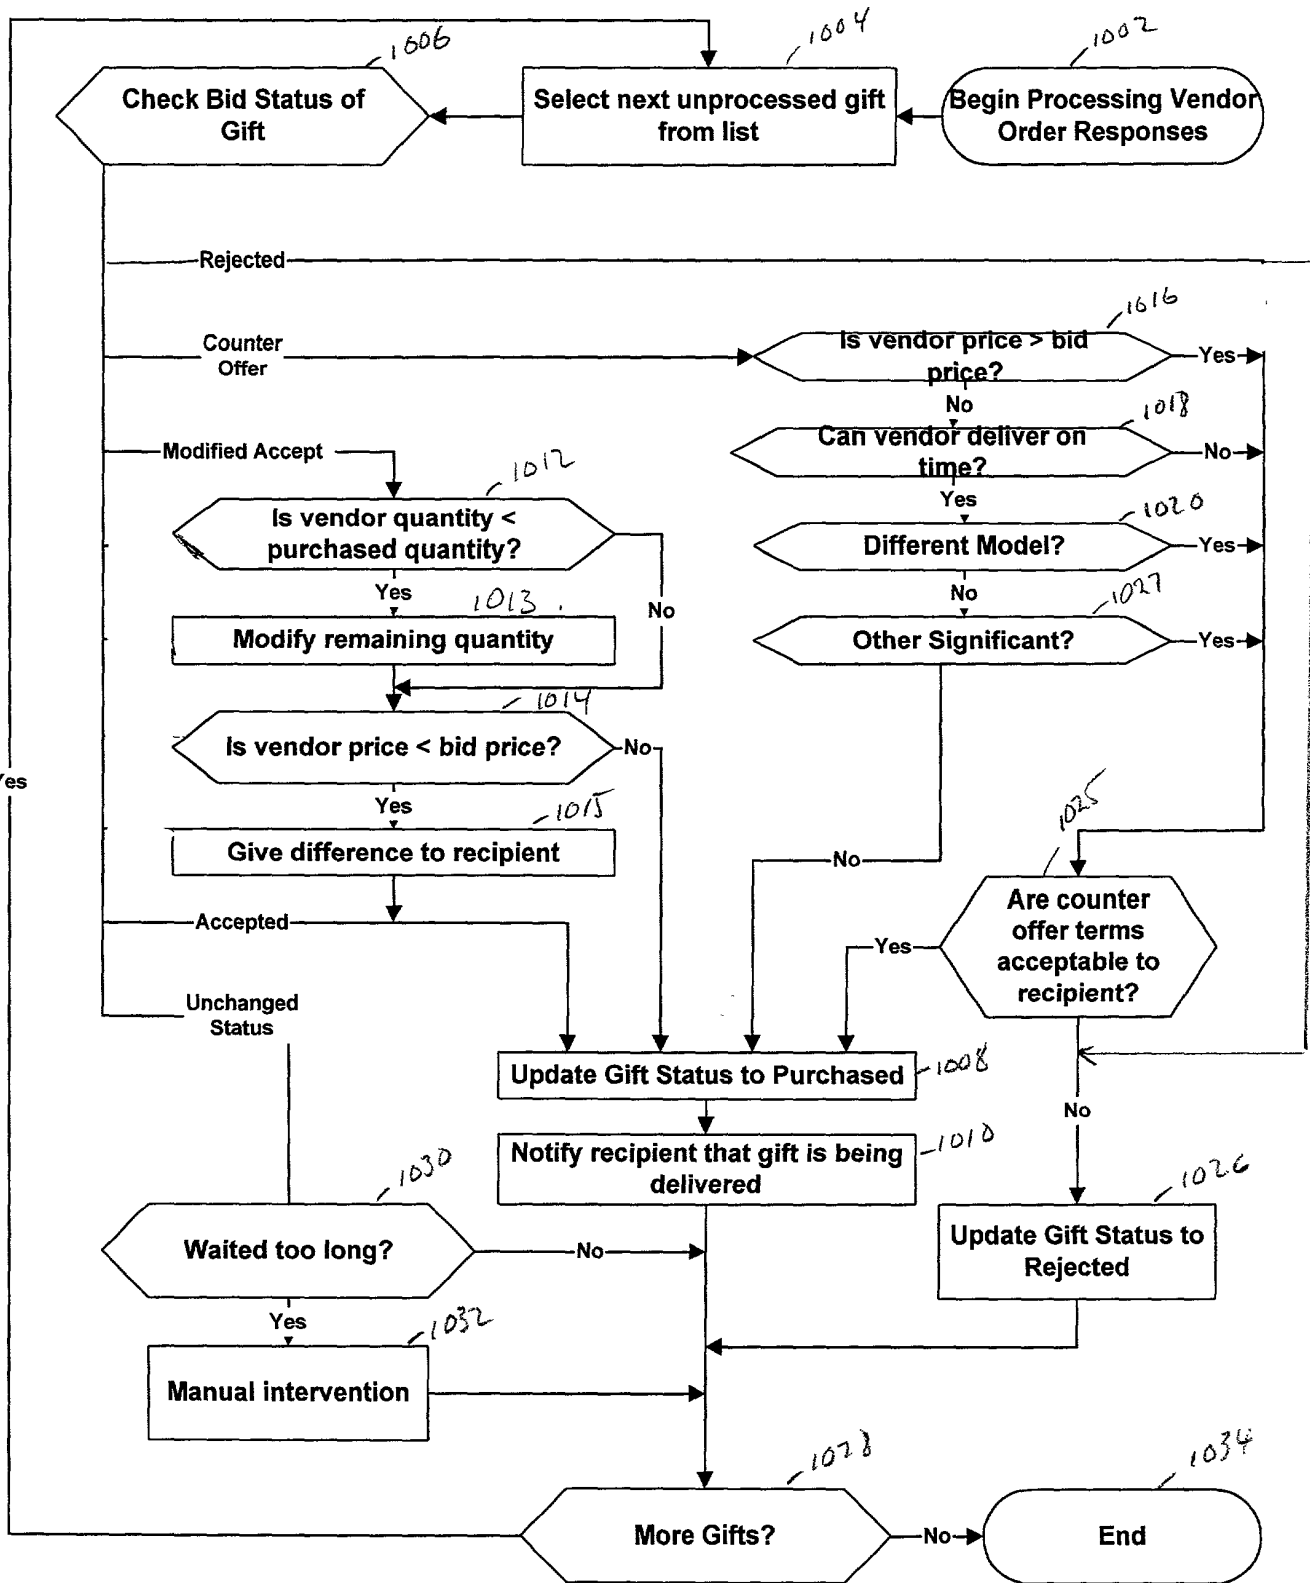 1006
1004
1002
Check Bid Status of
Gift
Select next unprocessed gift
from list
Begin Processing Vendor
Order Responses
Rejected
1016
Counter
Offer
Is vendor price > bid
price?
Yes
No
1018
Modified Accept
Can vendor deliver on
time?
No
1012
Yes
1020
Is vendor quantity <
purchased quantity?
Different Model?
Yes
Yes
No
1013
No
1027
Modify remaining quantity
Other Significant?
Yes
1014
Is vendor price < bid price?
No
Yes
Yes
1015
1025
Give difference to recipient
No
Are counter
offer terms
acceptable to
recipient?
Accepted
Yes
Unchanged
Status
Update Gift Status to Purchased
1008
No
Notify recipient that gift is being
delivered
1010
1030
1026
Waited too long?
No
Update Gift Status to
Rejected
Yes
1032
Manual intervention
1028
1034
More Gifts?
No
End